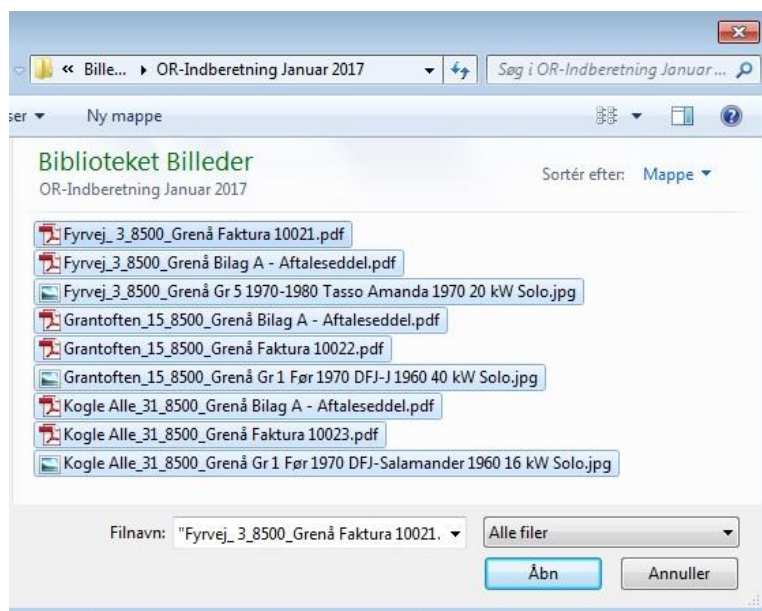 « Bille... ▸ OR-Indberetning Januar 2017
Søg i OR-Indberetning Januar ...
ser Ny mappe
Biblioteket Billeder
OR-Indberetning Januar 2017
Sortér efter: Mappe
Fyrvej_ 3_8500_Grenå Faktura 10021.pdf
Fyrvej_3_8500_Grenå Bilag A - Aftaleseddel.pdf
Fyrvej_3_8500_Grenå Gr 5 1970-1980 Tasso Amanda 1970 20 kW Solo.jpg
Grantoften_15_8500_Grenå Bilag A - Aftaleseddel.pdf
Grantoften_15_8500_Grenå Faktura 10022.pdf
Grantoften_15_8500_Grenå Gr 1 Før 1970 DFJ-J 1960 40 kW Solo.jpg
Kogle Alle_31_8500_Grenå Bilag A - Aftaleseddel.pdf
Kogle Alle_31_8500_Grenå Faktura 10023.pdf
Kogle Alle_31_8500_Grenå Gr 1 Før 1970 DFJ-Salamander 1960 16 kW Solo.jpg
Filnavn: "Fyrvej_ 3_8500_Grenå Faktura 10021.
Alle filer
Åbn
Annuller